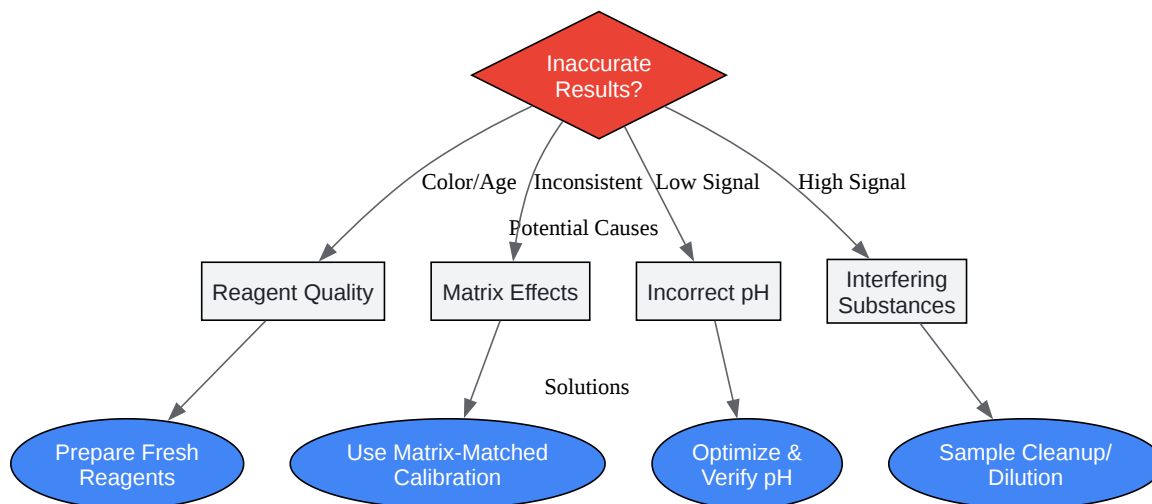 Inaccurate
Results?
Color/Age
Inconsistent
Low Signal
High Signal
Potential Causes
Reagent Quality
Matrix Effects
Incorrect pH
Interfering
Substances
Solutions
Prepare Fresh
Reagents
Use Matrix-Matched
Calibration
Optimize &
Verify pH
Sample Cleanup/
Dilution